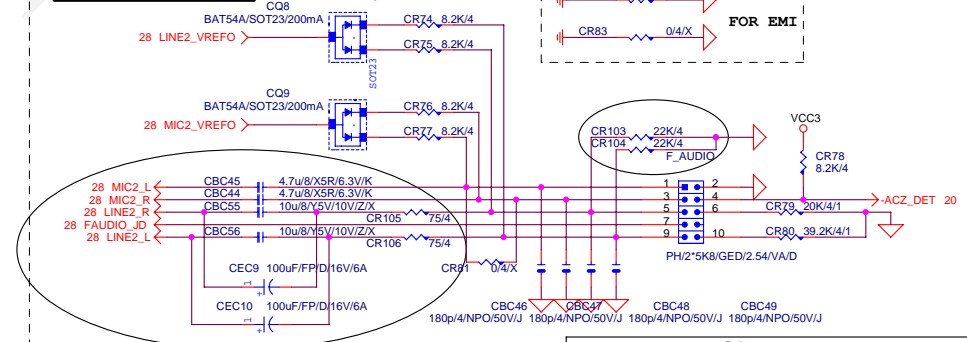 CQ8
BAT54A/SOT23/200mA
28 LINE2_VREFO
SOT23
CR74 8.2K/4
CR75 8.2K/4
CR83 0/4/X
FOR EMI
CQ9
BAT54A/SOT23/200mA
28 MIC2_VREFO
CR76 8.2K/4
CR77 8.2K/4
CR103 22K/4
CR104 22K/4
F_AUDIO
VCC3
CR78
8.2K/4
28 MIC2_L
CBC45 4.7u/8/X5R/6.3V/K
28 MIC2_R
CBC44 4.7u/8/X5R/6.3V/K
28 LINE2_R
CBC55 10u/8/Y5V/10V/Z/X
28 FAUDIO_JD
28 LINE2_L
CBC56 10u/8/Y5V/10V/Z/X
CR105 75/4
CR106 75/4
1 2
3 4
5 6
7
9 10
-ACZ_DET 20
CR79 20K/4/1
CR80 39.2K/4/1
PH/2*5K8/GED/2.54/VA/D
CR81 0/4/X
CEC9 100uF/FP/D/16V/6A
1
+
CEC10 100uF/FP/D/16V/6A
1
+
CBC46 CBC47 CBC48 CBC49
180p/4/NPO/50V/J 180p/4/NPO/50V/J 180p/4/NPO/50V/J 180p/4/NPO/50V/J